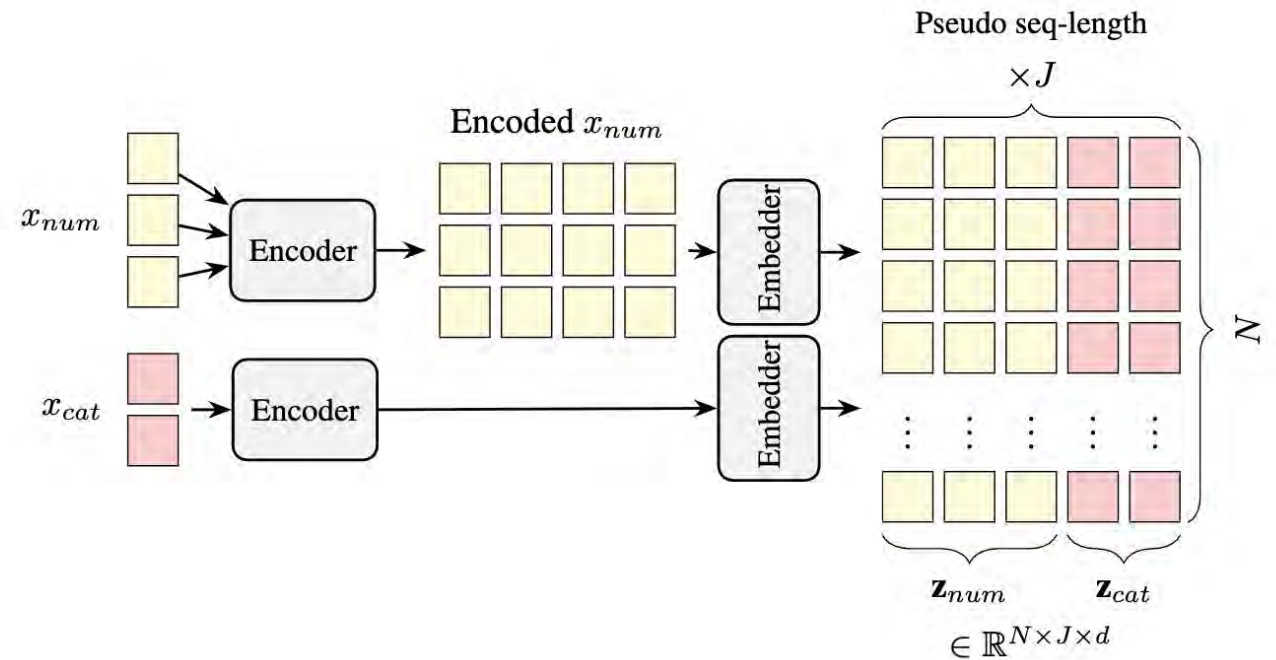 Pseudo seq-length
×J
Encoded x_num
x_num
Encoder
Embedder
x_cat
Encoder
Embedder
N
z_num
z_cat
∈ ℝ^{N×J×d}